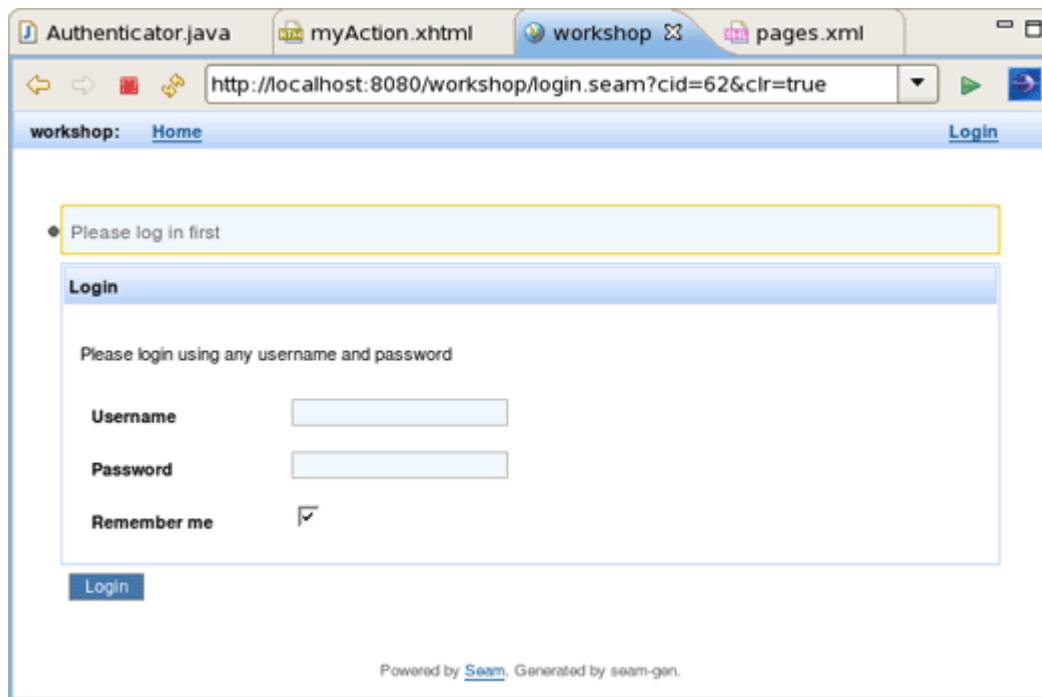 Authenticator.java myAction.xhtml workshop pages.xml
http://localhost:8080/workshop/login.seam?cid=62&clr=true
workshop: Home Login
Please log in first
Login
Please login using any username and password
Username
Password
Remember me
Login
Powered by Seam. Generated by seam-gen.